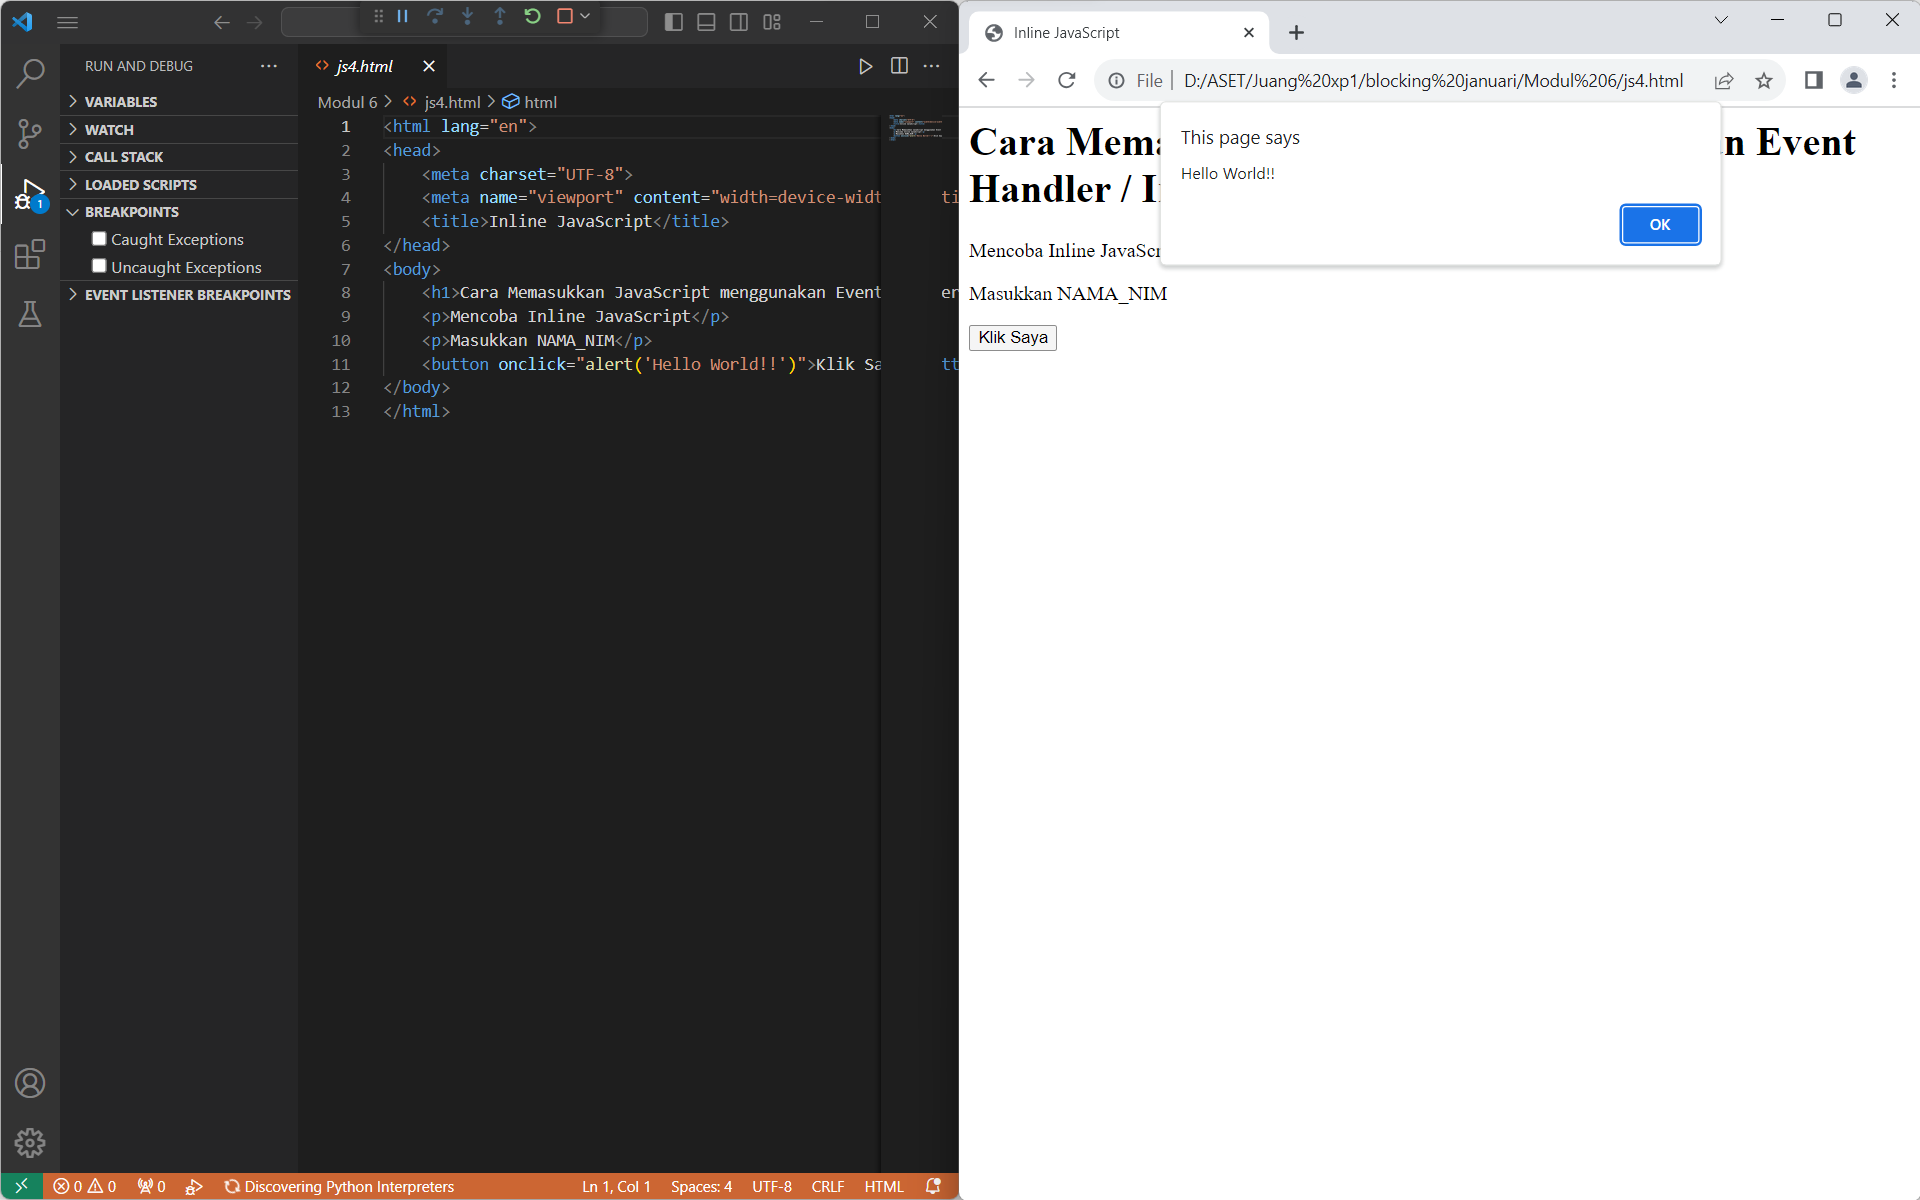 RUN AND DEBUG
VARIABLES
WATCH
CALL STACK
LOADED SCRIPTS
BREAKPOINTS
Caught Exceptions
Uncaught Exceptions
EVENT LISTENER BREAKPOINTS
1
js4.html
Modul 6 > js4.html > html
1 <html lang="en">
2 <head>
3 <meta charset="UTF-8">
4 <meta name="viewport" content="width=device-widt ti
5 <title>Inline JavaScript</title>
6 </head>
7 <body>
8 <h1>Cara Memasukkan JavaScript menggunakan Event er
9 <p>Mencoba Inline JavaScript</p>
10 <p>Masukkan NAMA_NIM</p>
11 <button onclick="alert('Hello World!!')">Klik Sa tt
12 </body>
13 </html>
0 0 0 Discovering Python Interpreters Ln 1, Col 1 Spaces: 4 UTF-8 CRLF HTML
Inline JavaScript
File | D:/ASET/Juang%20xp1/blocking%20januari/Modul%206/js4.html
This page says
Hello World!!
OK
Cara Mema n Event
Handler / I
Mencoba Inline JavaScr
Masukkan NAMA_NIM
Klik Saya